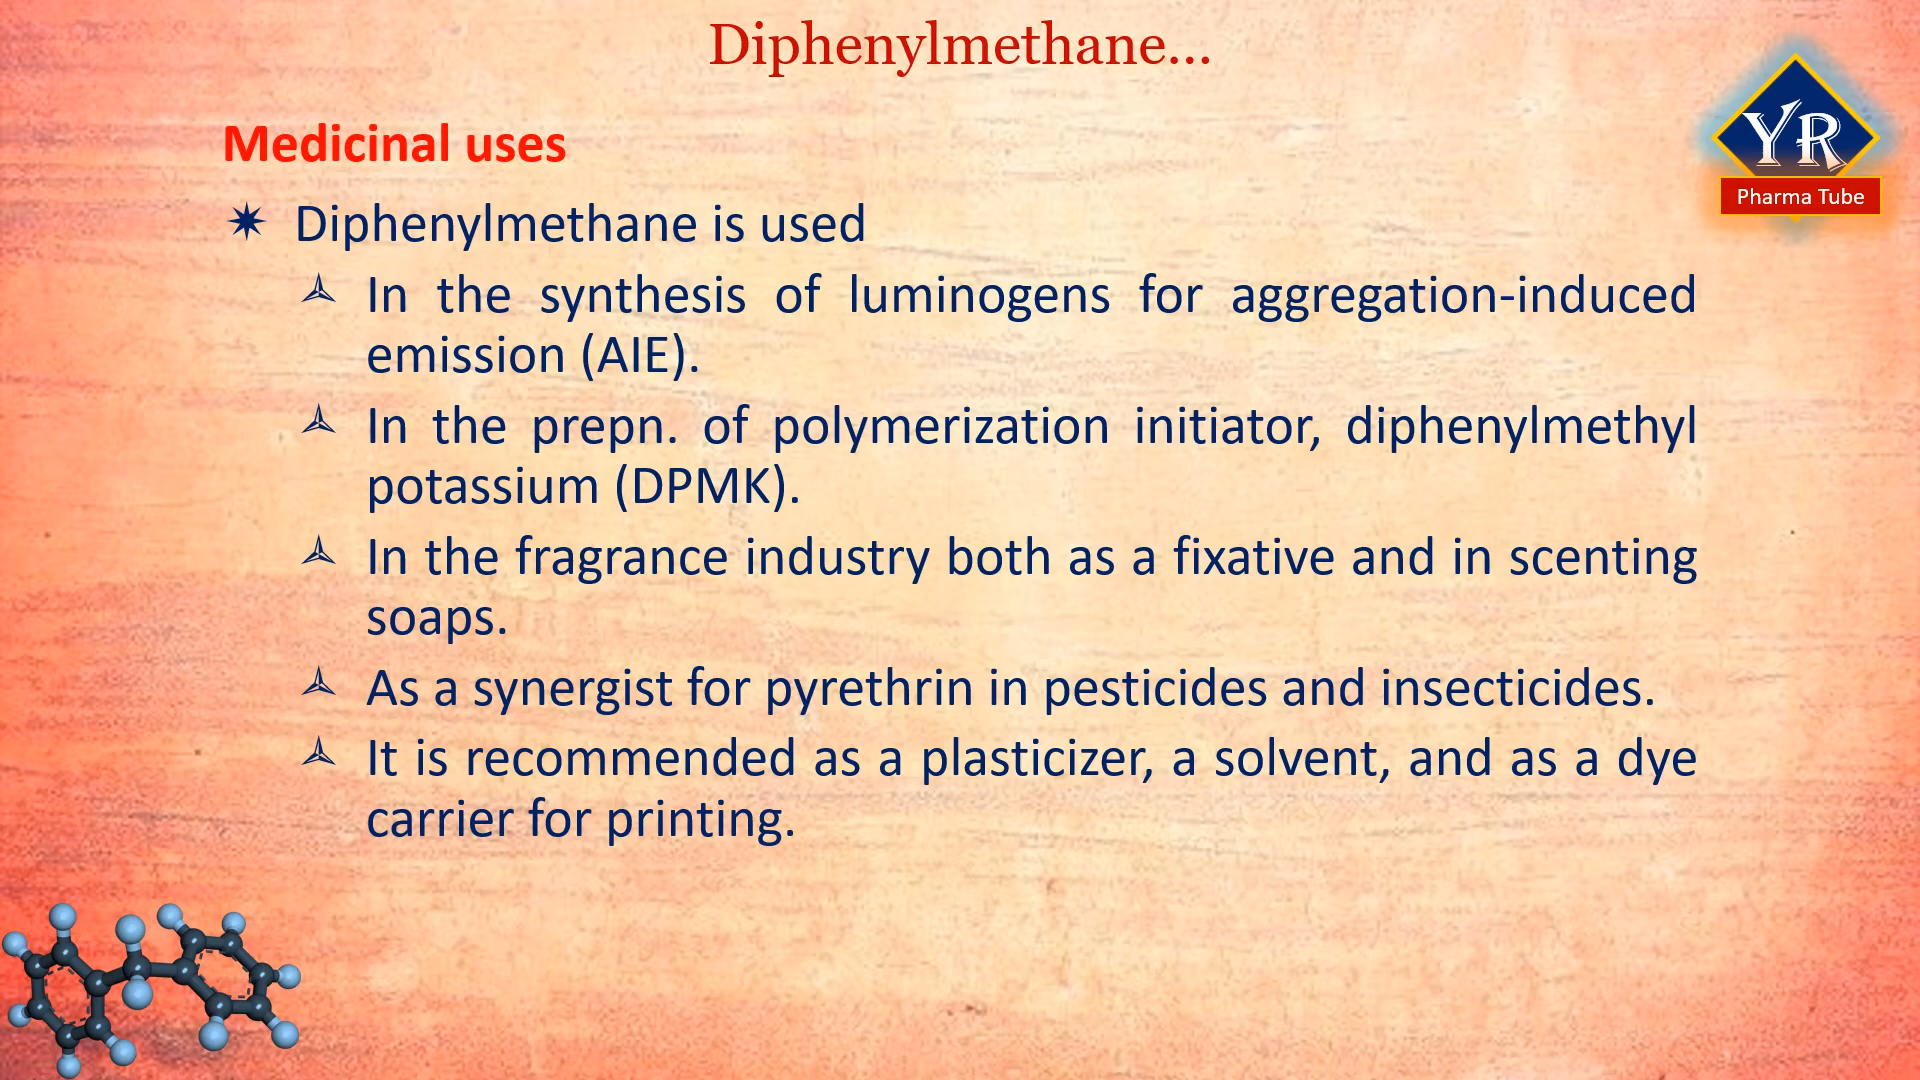 Diphenylmethane...
YR
Pharma Tube
Medicinal uses
Diphenylmethane is used
In the synthesis of luminogens for aggregation-induced
emission (AIE).
In the prepn. of polymerization initiator, diphenylmethyl
potassium (DPMK).
In the fragrance industry both as a fixative and in scenting
soaps.
As a synergist for pyrethrin in pesticides and insecticides.
It is recommended as a plasticizer, a solvent, and as a dye
carrier for printing.